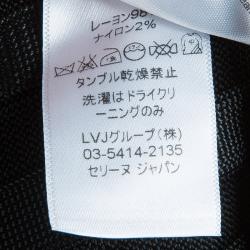 レーヨン98
ナイロン2%
タンブル乾燥禁止
洗濯はドライクリ
ーニングのみ
LVJグループ(株)
03-5414-2135
セリーヌ ジャパン